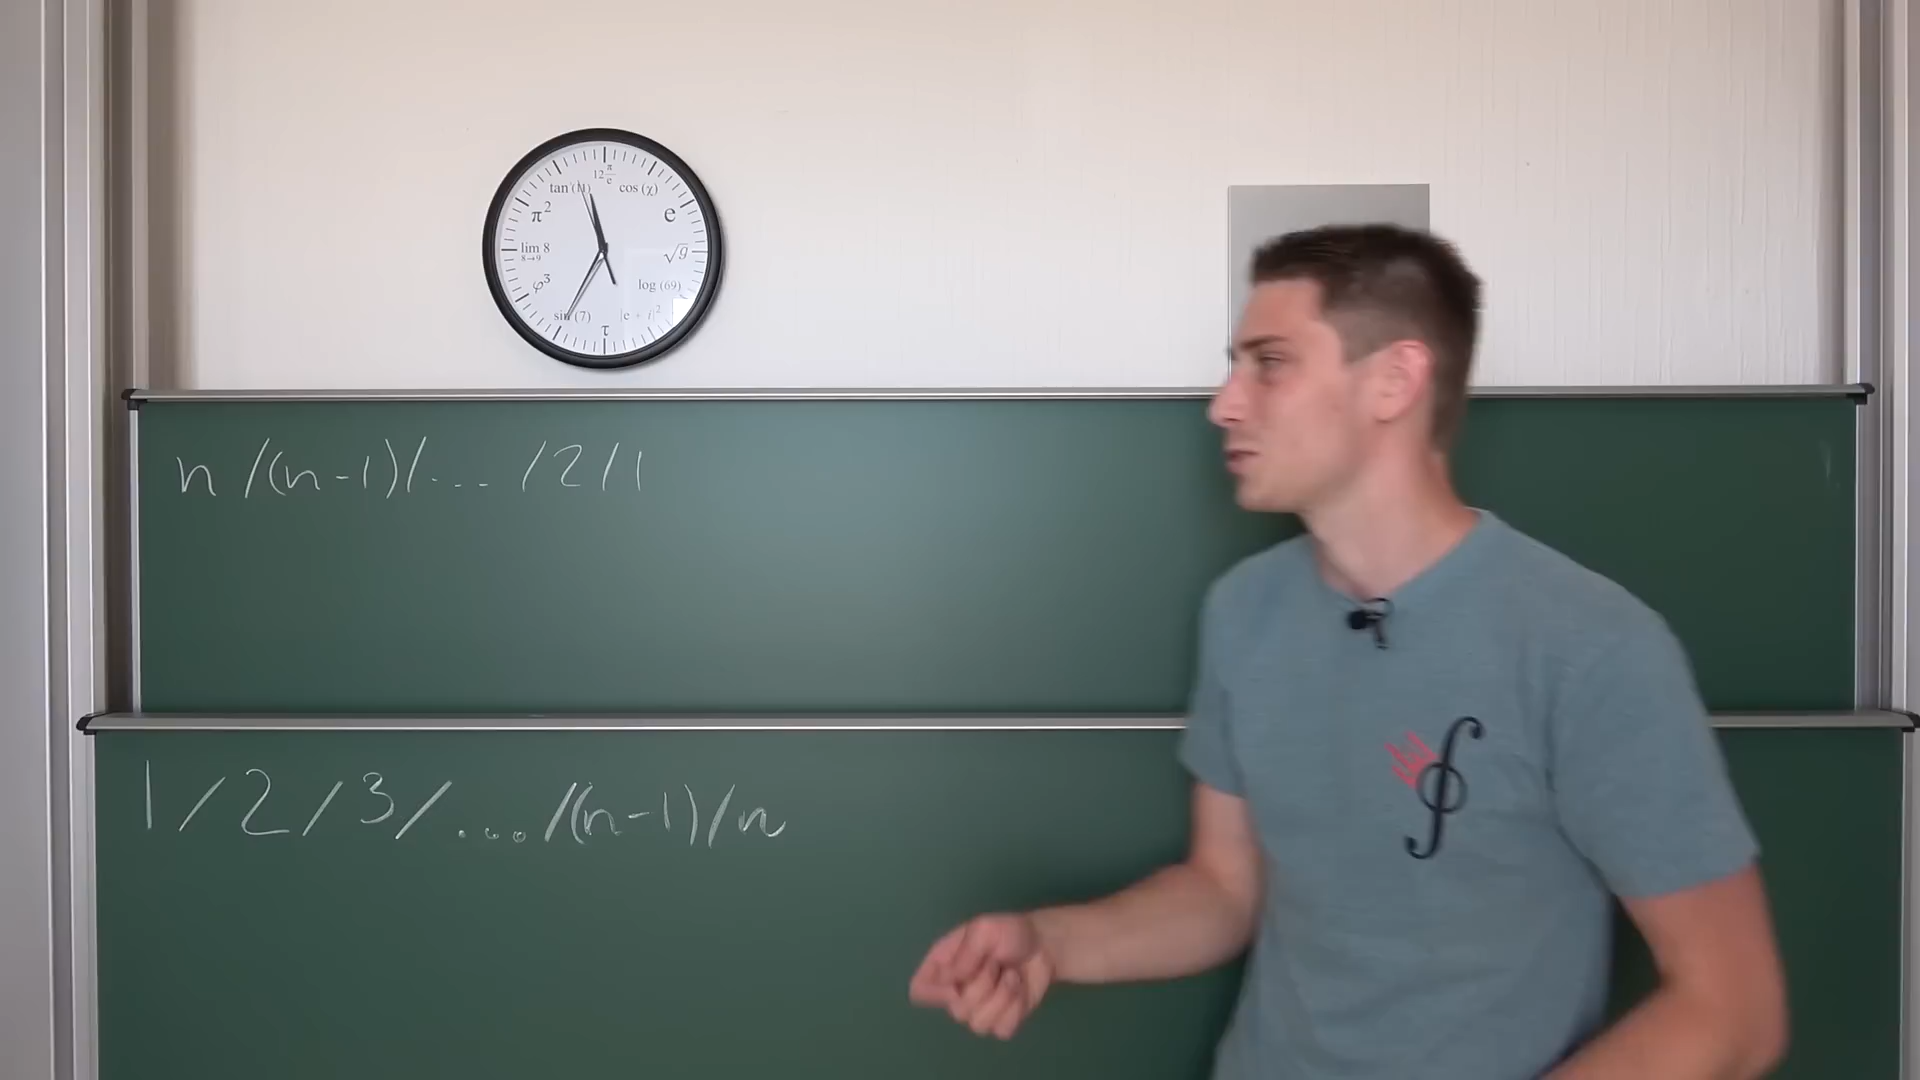 12^{π/e}
cos (χ)
e
√g
log (69)
|e + i|²
τ
sin (7)
φ³
lim 8
8→9
π²
tan (11)
n /(n-1)/... /2/1
1/2/3/.../(n-1)/n